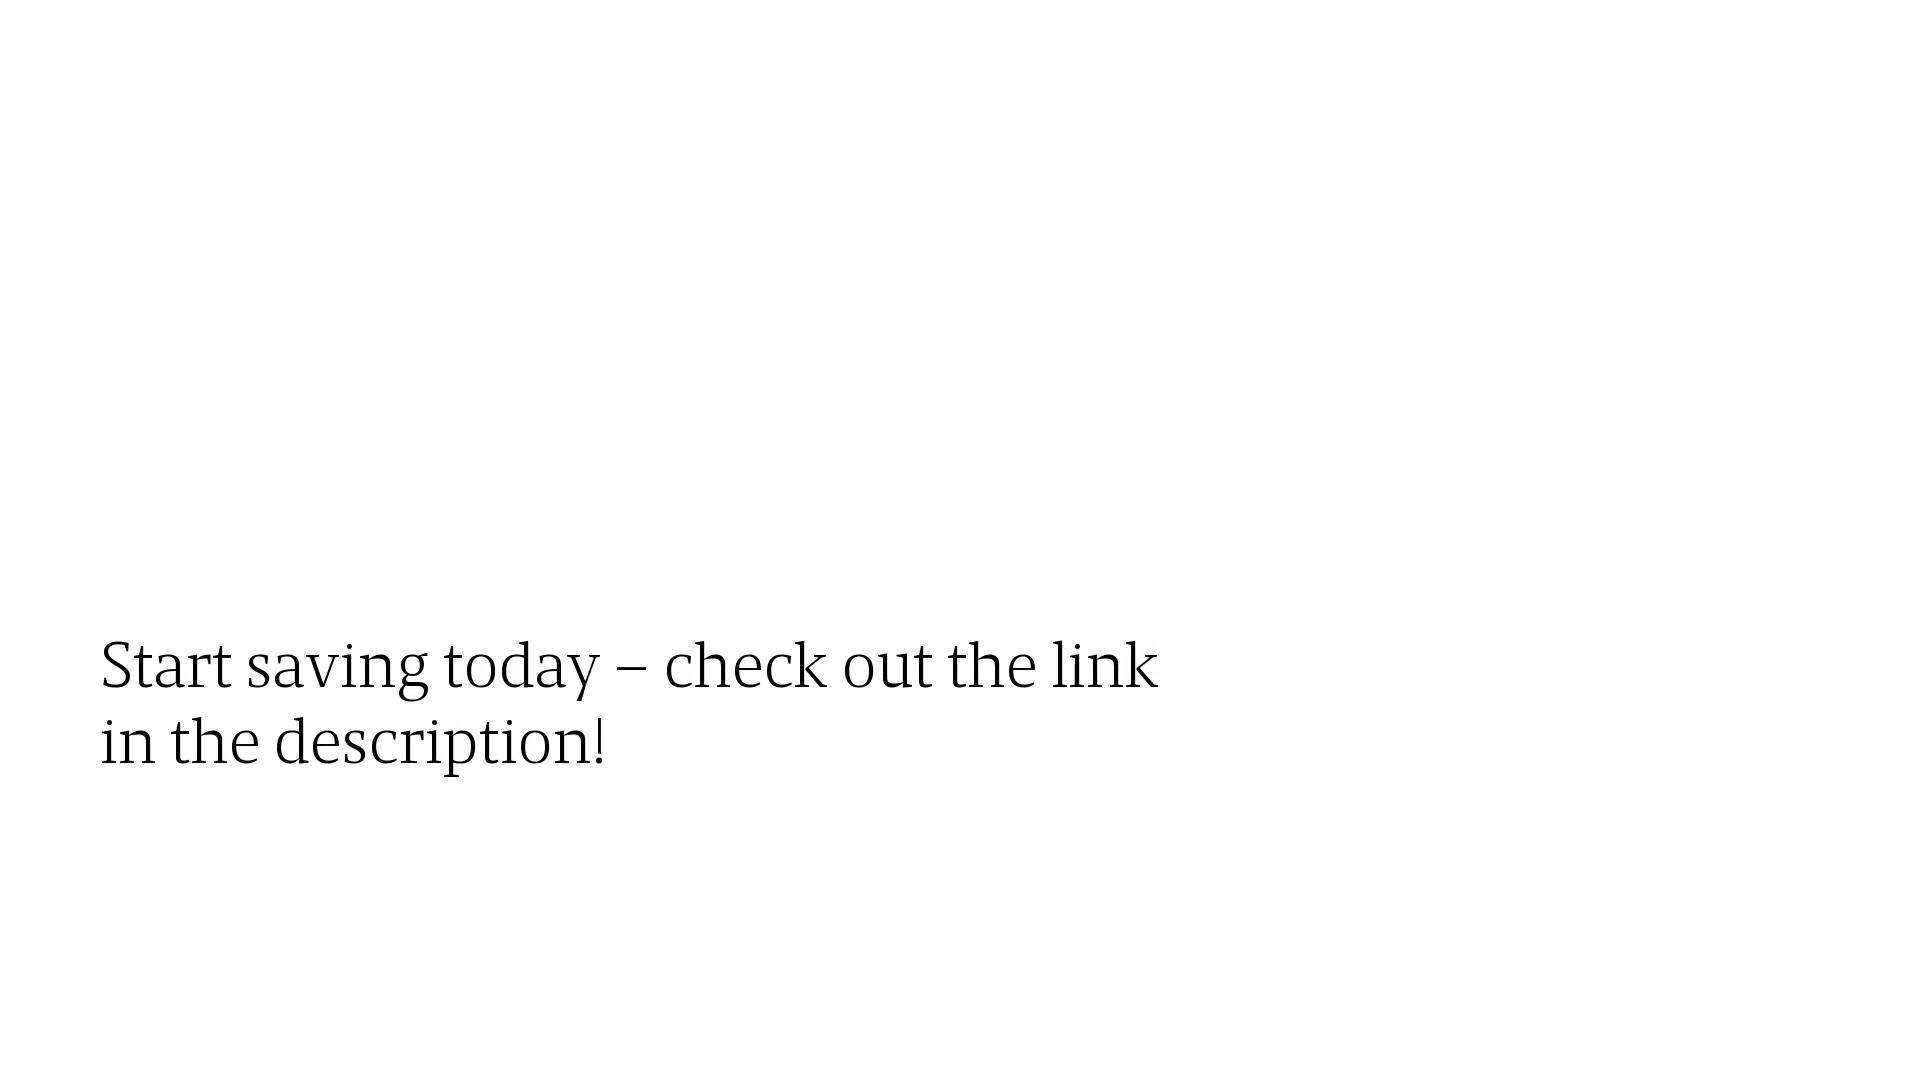 Start saving today – check out the link
in the description!